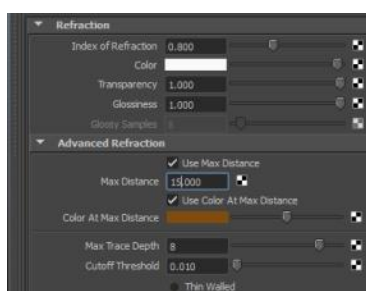 Refraction
Index of Refraction 0.800
Color
Transparency 1.000
Glossiness 1.000
Glossy Samples 8
Advanced Refraction
Use Max Distance
Max Distance 15.000
Use Color At Max Distance
Color At Max Distance
Max Trace Depth 8
Cutoff Threshold 0.010
Thin Walled